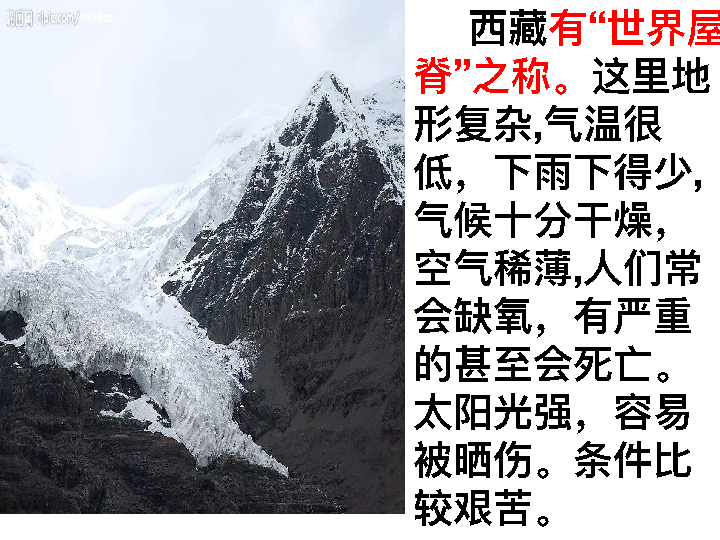 昵图网 nipic.com/
西藏有“世界屋
脊”之称。这里地
形复杂,气温很
低，下雨下得少,
气候十分干燥，
空气稀薄,人们常
会缺氧，有严重
的甚至会死亡。
太阳光强，容易
被晒伤。条件比
较艰苦。